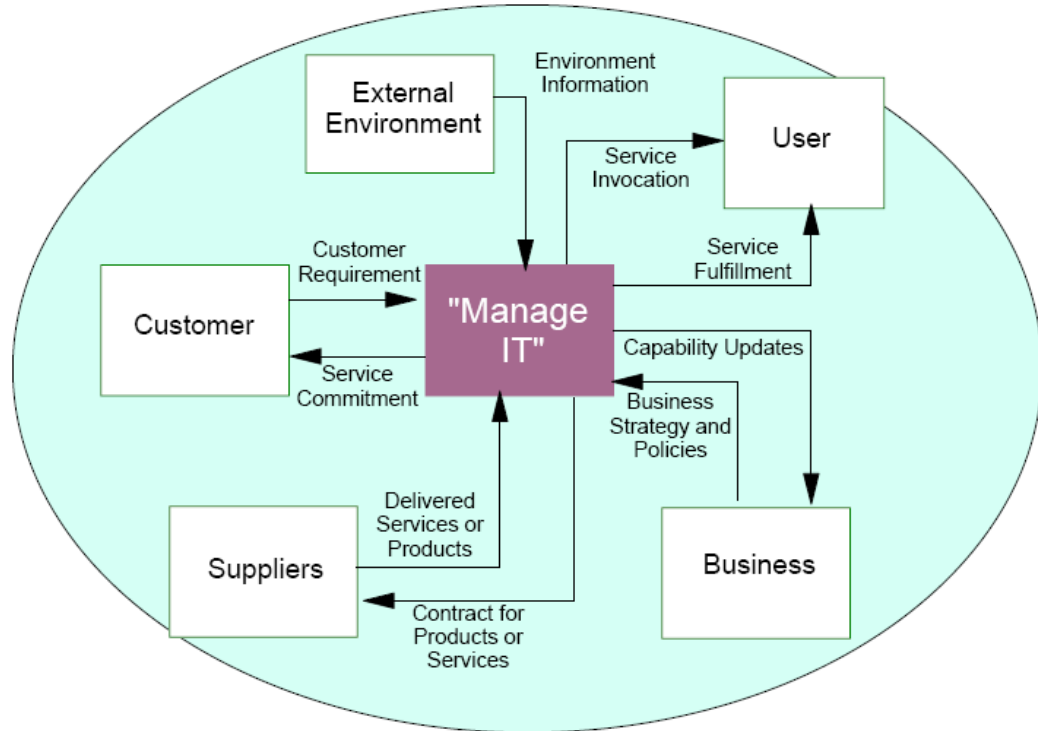 External
Environment
Environment
Information
User
Service
Invocation
Customer
Requirement
Service
Fulfillment
Customer
"Manage
IT"
Capability Updates
Service
Commitment
Business
Strategy and
Policies
Delivered
Services or
Products
Suppliers
Business
Contract for
Products or
Services